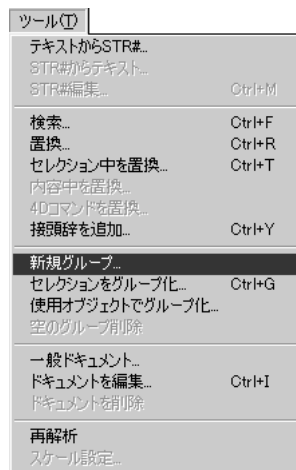 ツール(T)
テキストからSTR#...
STR#からテキスト...
STR#編集... Ctrl+M
検索... Ctrl+F
置換... Ctrl+R
セレクション中を置換... Ctrl+T
内容中を置換...
4Dコマンドを置換...
接頭辞を追加... Ctrl+Y
新規グループ...
セレクションをグループ化... Ctrl+G
使用オブジェクトでグループ化...
空のグループ削除
一般ドキュメント...
ドキュメントを編集... Ctrl+I
ドキュメントを削除
再解析
スケール設定...